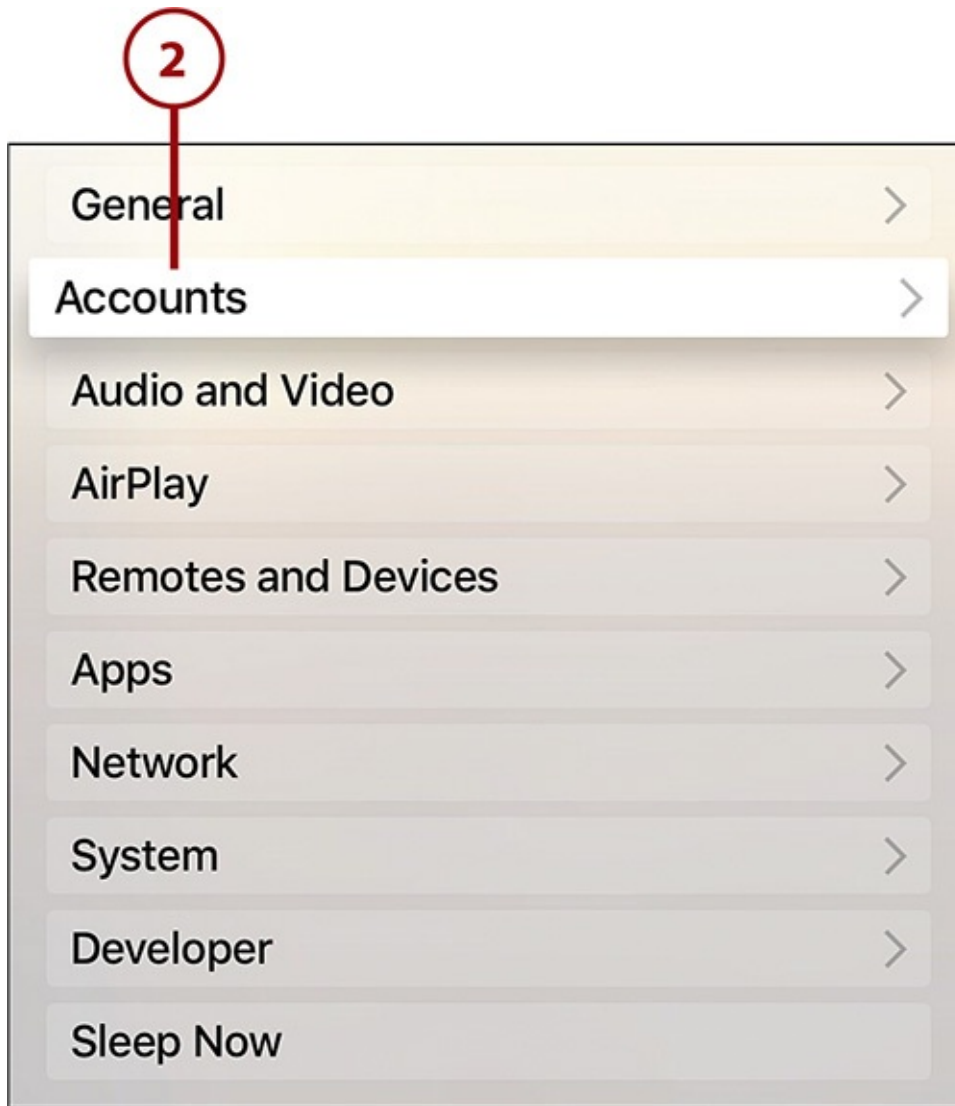 2
General
Accounts
Audio and Video
AirPlay
Remotes and Devices
Apps
Network
System
Developer
Sleep Now